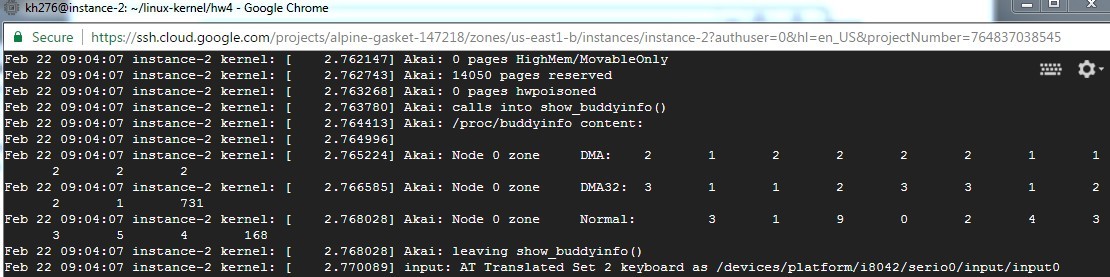 kh276@instance-2: ~/linux-kernel/hw4 - Google Chrome
Secure | https://ssh.cloud.google.com/projects/alpine-gasket-147218/zones/us-east1-b/instances/instance-2?authuser=0&hl=en_US&projectNumber=764837038545
Feb 22 09:04:07 instance-2 kernel: [    2.762147] Akai: 0 pages HighMem/MovableOnly
Feb 22 09:04:07 instance-2 kernel: [    2.762743] Akai: 14050 pages reserved
Feb 22 09:04:07 instance-2 kernel: [    2.763268] Akai: 0 pages hwpoisoned
Feb 22 09:04:07 instance-2 kernel: [    2.763780] Akai: calls into show_buddyinfo()
Feb 22 09:04:07 instance-2 kernel: [    2.764413] Akai: /proc/buddyinfo content:
Feb 22 09:04:07 instance-2 kernel: [    2.764996]
Feb 22 09:04:07 instance-2 kernel: [    2.765224] Akai: Node 0 zone     DMA:    2       1       2       2       2       2       1       1
      2       2       2
Feb 22 09:04:07 instance-2 kernel: [    2.766585] Akai: Node 0 zone     DMA32:  3       1       1       2       3       3       1       2
      2       1       731
Feb 22 09:04:07 instance-2 kernel: [    2.768028] Akai: Node 0 zone     Normal:         3       1       9       0       2       4       3
      3       5       4       168
Feb 22 09:04:07 instance-2 kernel: [    2.768028] Akai: leaving show_buddyinfo()
Feb 22 09:04:07 instance-2 kernel: [    2.770089] input: AT Translated Set 2 keyboard as /devices/platform/i8042/serio0/input/input0